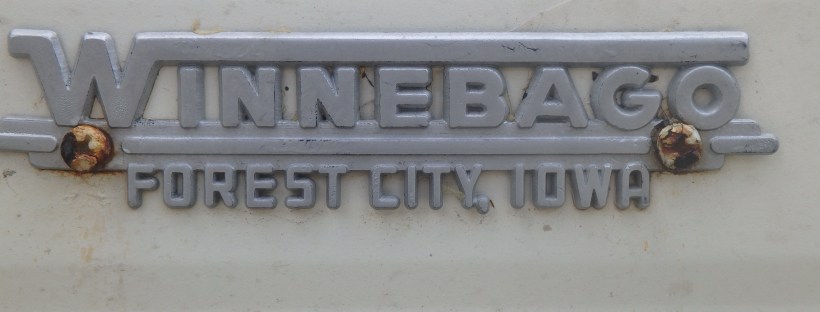 WINNEBAGO
FOREST CITY, IOWA